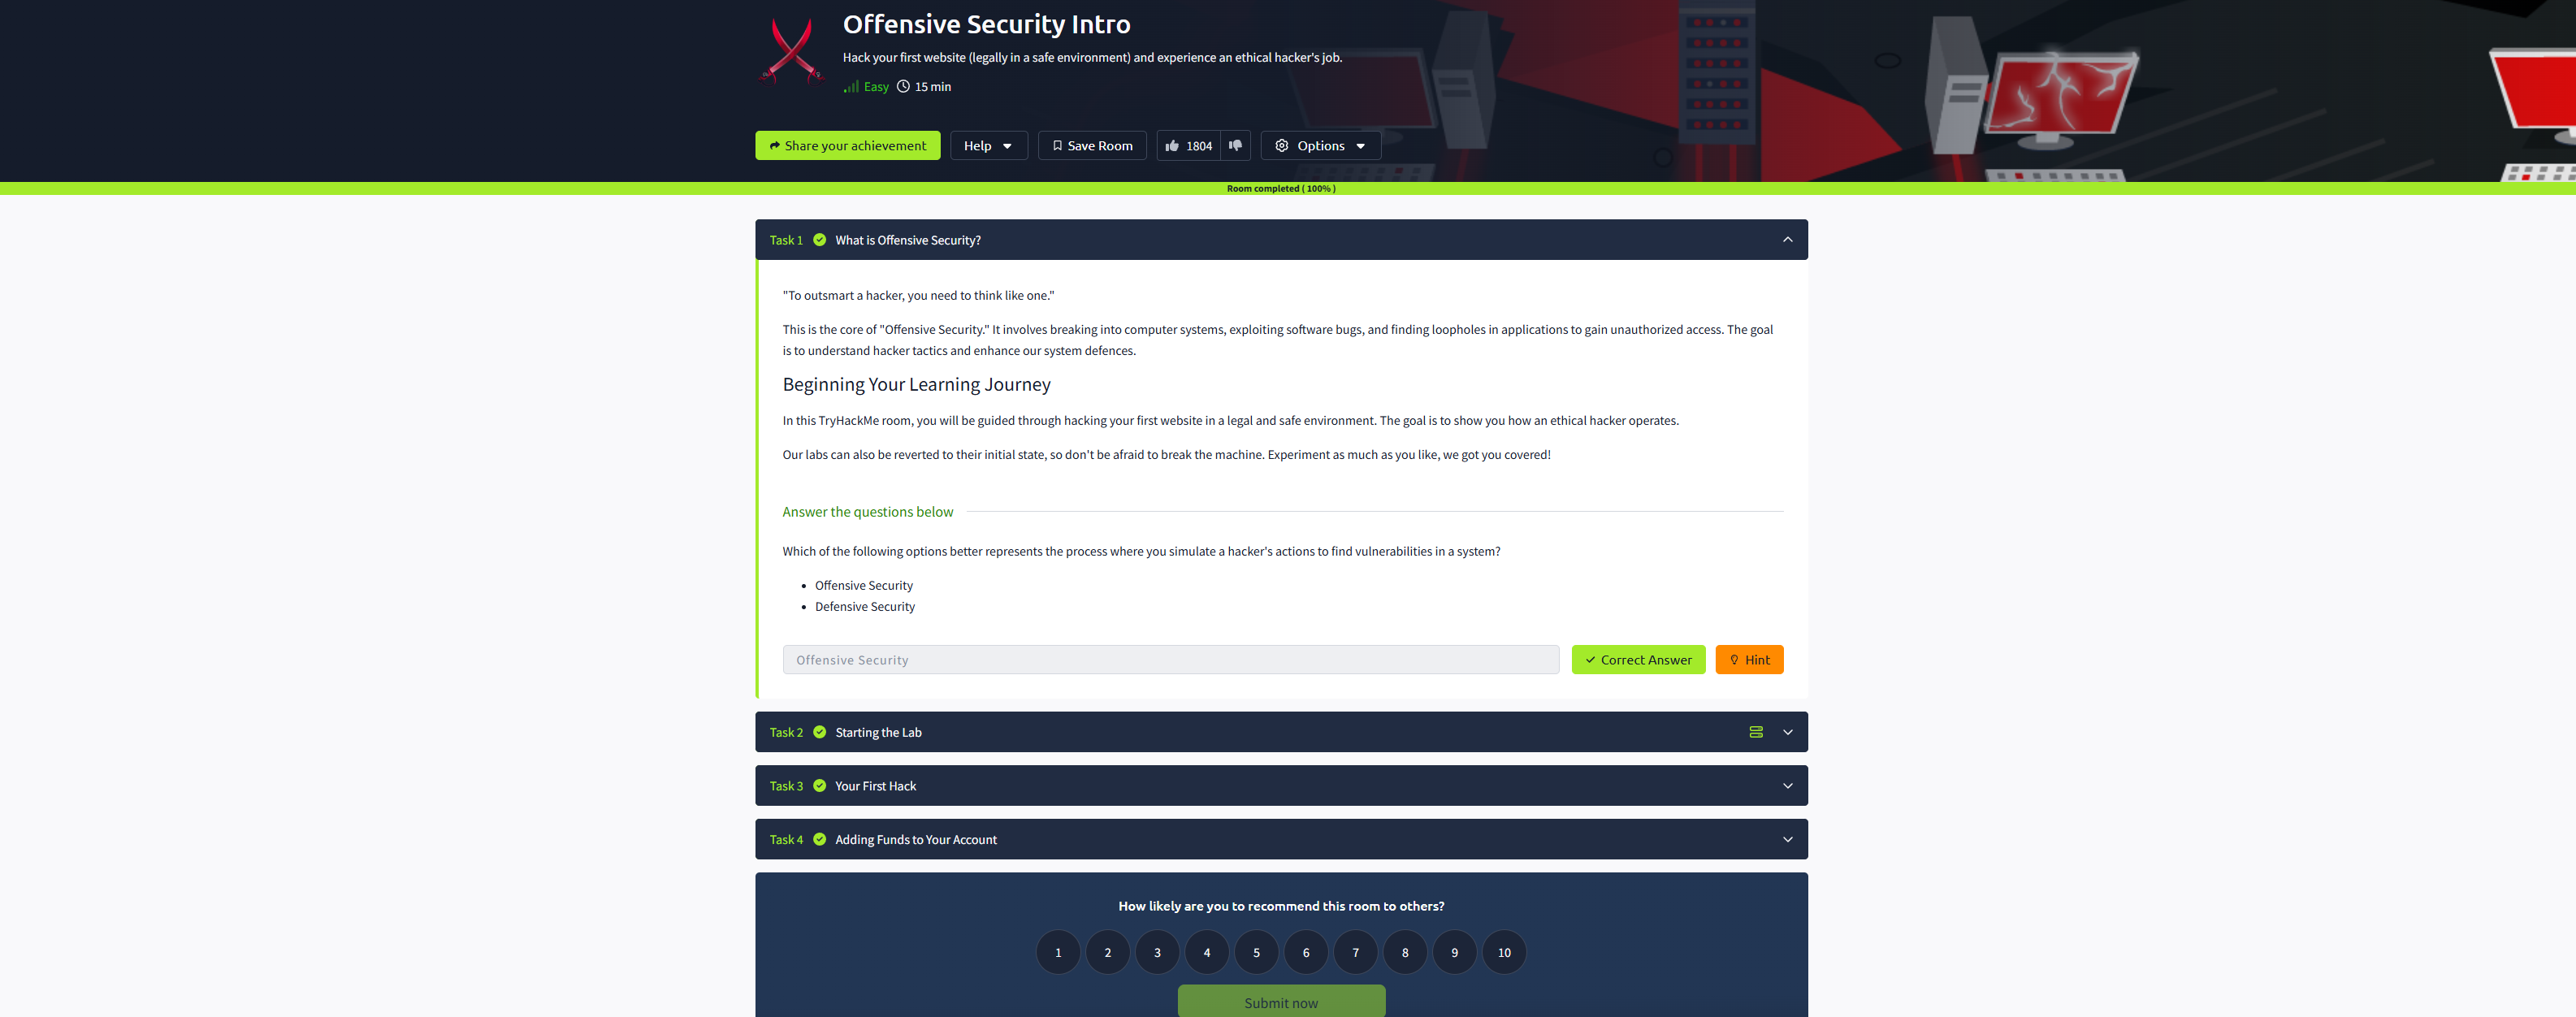 Offensive Security Intro
Hack your first website (legally in a safe environment) and experience an ethical hacker's job.
Easy 15 min
Share your achievement Help Save Room 1804 Options
Room completed ( 100% )
Task 1 What is Offensive Security?
"To outsmart a hacker, you need to think like one."
This is the core of "Offensive Security." It involves breaking into computer systems, exploiting software bugs, and finding loopholes in applications to gain unauthorized access. The goal
is to understand hacker tactics and enhance our system defences.
Beginning Your Learning Journey
In this TryHackMe room, you will be guided through hacking your first website in a legal and safe environment. The goal is to show you how an ethical hacker operates.
Our labs can also be reverted to their initial state, so don't be afraid to break the machine. Experiment as much as you like, we got you covered!
Answer the questions below
Which of the following options better represents the process where you simulate a hacker's actions to find vulnerabilities in a system?
• Offensive Security
• Defensive Security
Offensive Security Correct Answer Hint
Task 2 Starting the Lab
Task 3 Your First Hack
Task 4 Adding Funds to Your Account
How likely are you to recommend this room to others?
1 2 3 4 5 6 7 8 9 10
Submit now